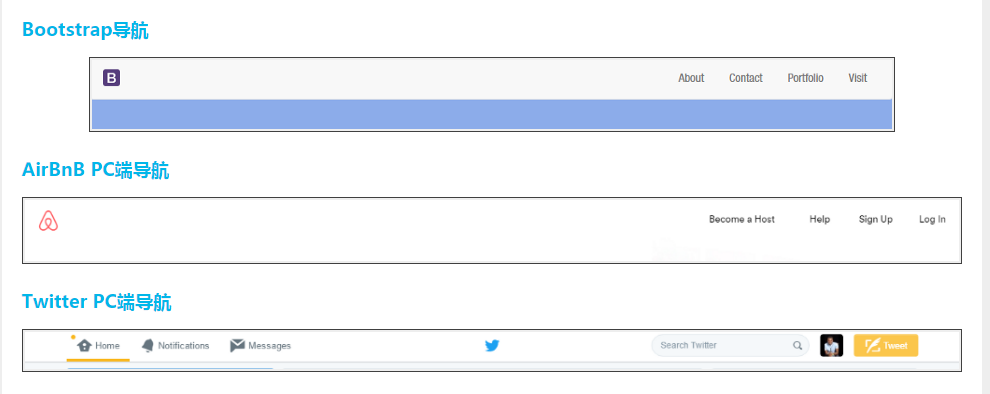 Bootstrap导航
B
About Contact Portfolio Visit
AirBnB PC端导航
Become a Host Help Sign Up Log In
Twitter PC端导航
Home Notifications Messages Search Twitter Tweet